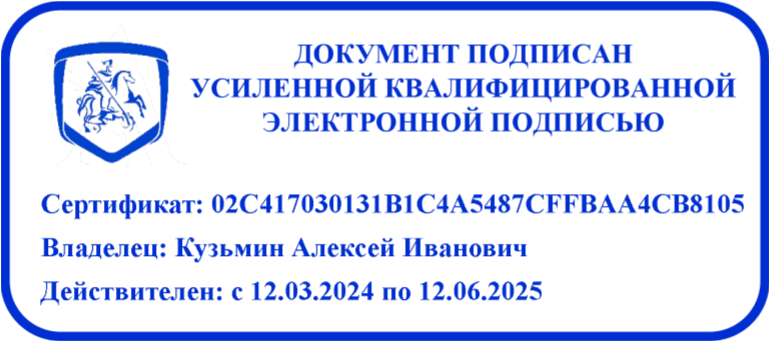 ДОКУМЕНТ ПОДПИСАН
УСИЛЕННОЙ КВАЛИФИЦИРОВАННОЙ
ЭЛЕКТРОННОЙ ПОДПИСЬЮ
Сертификат: 02C417030131B1C4A5487CFFBAA4CB8105
Владелец: Кузьмин Алексей Иванович
Действителен: с 12.03.2024 по 12.06.2025